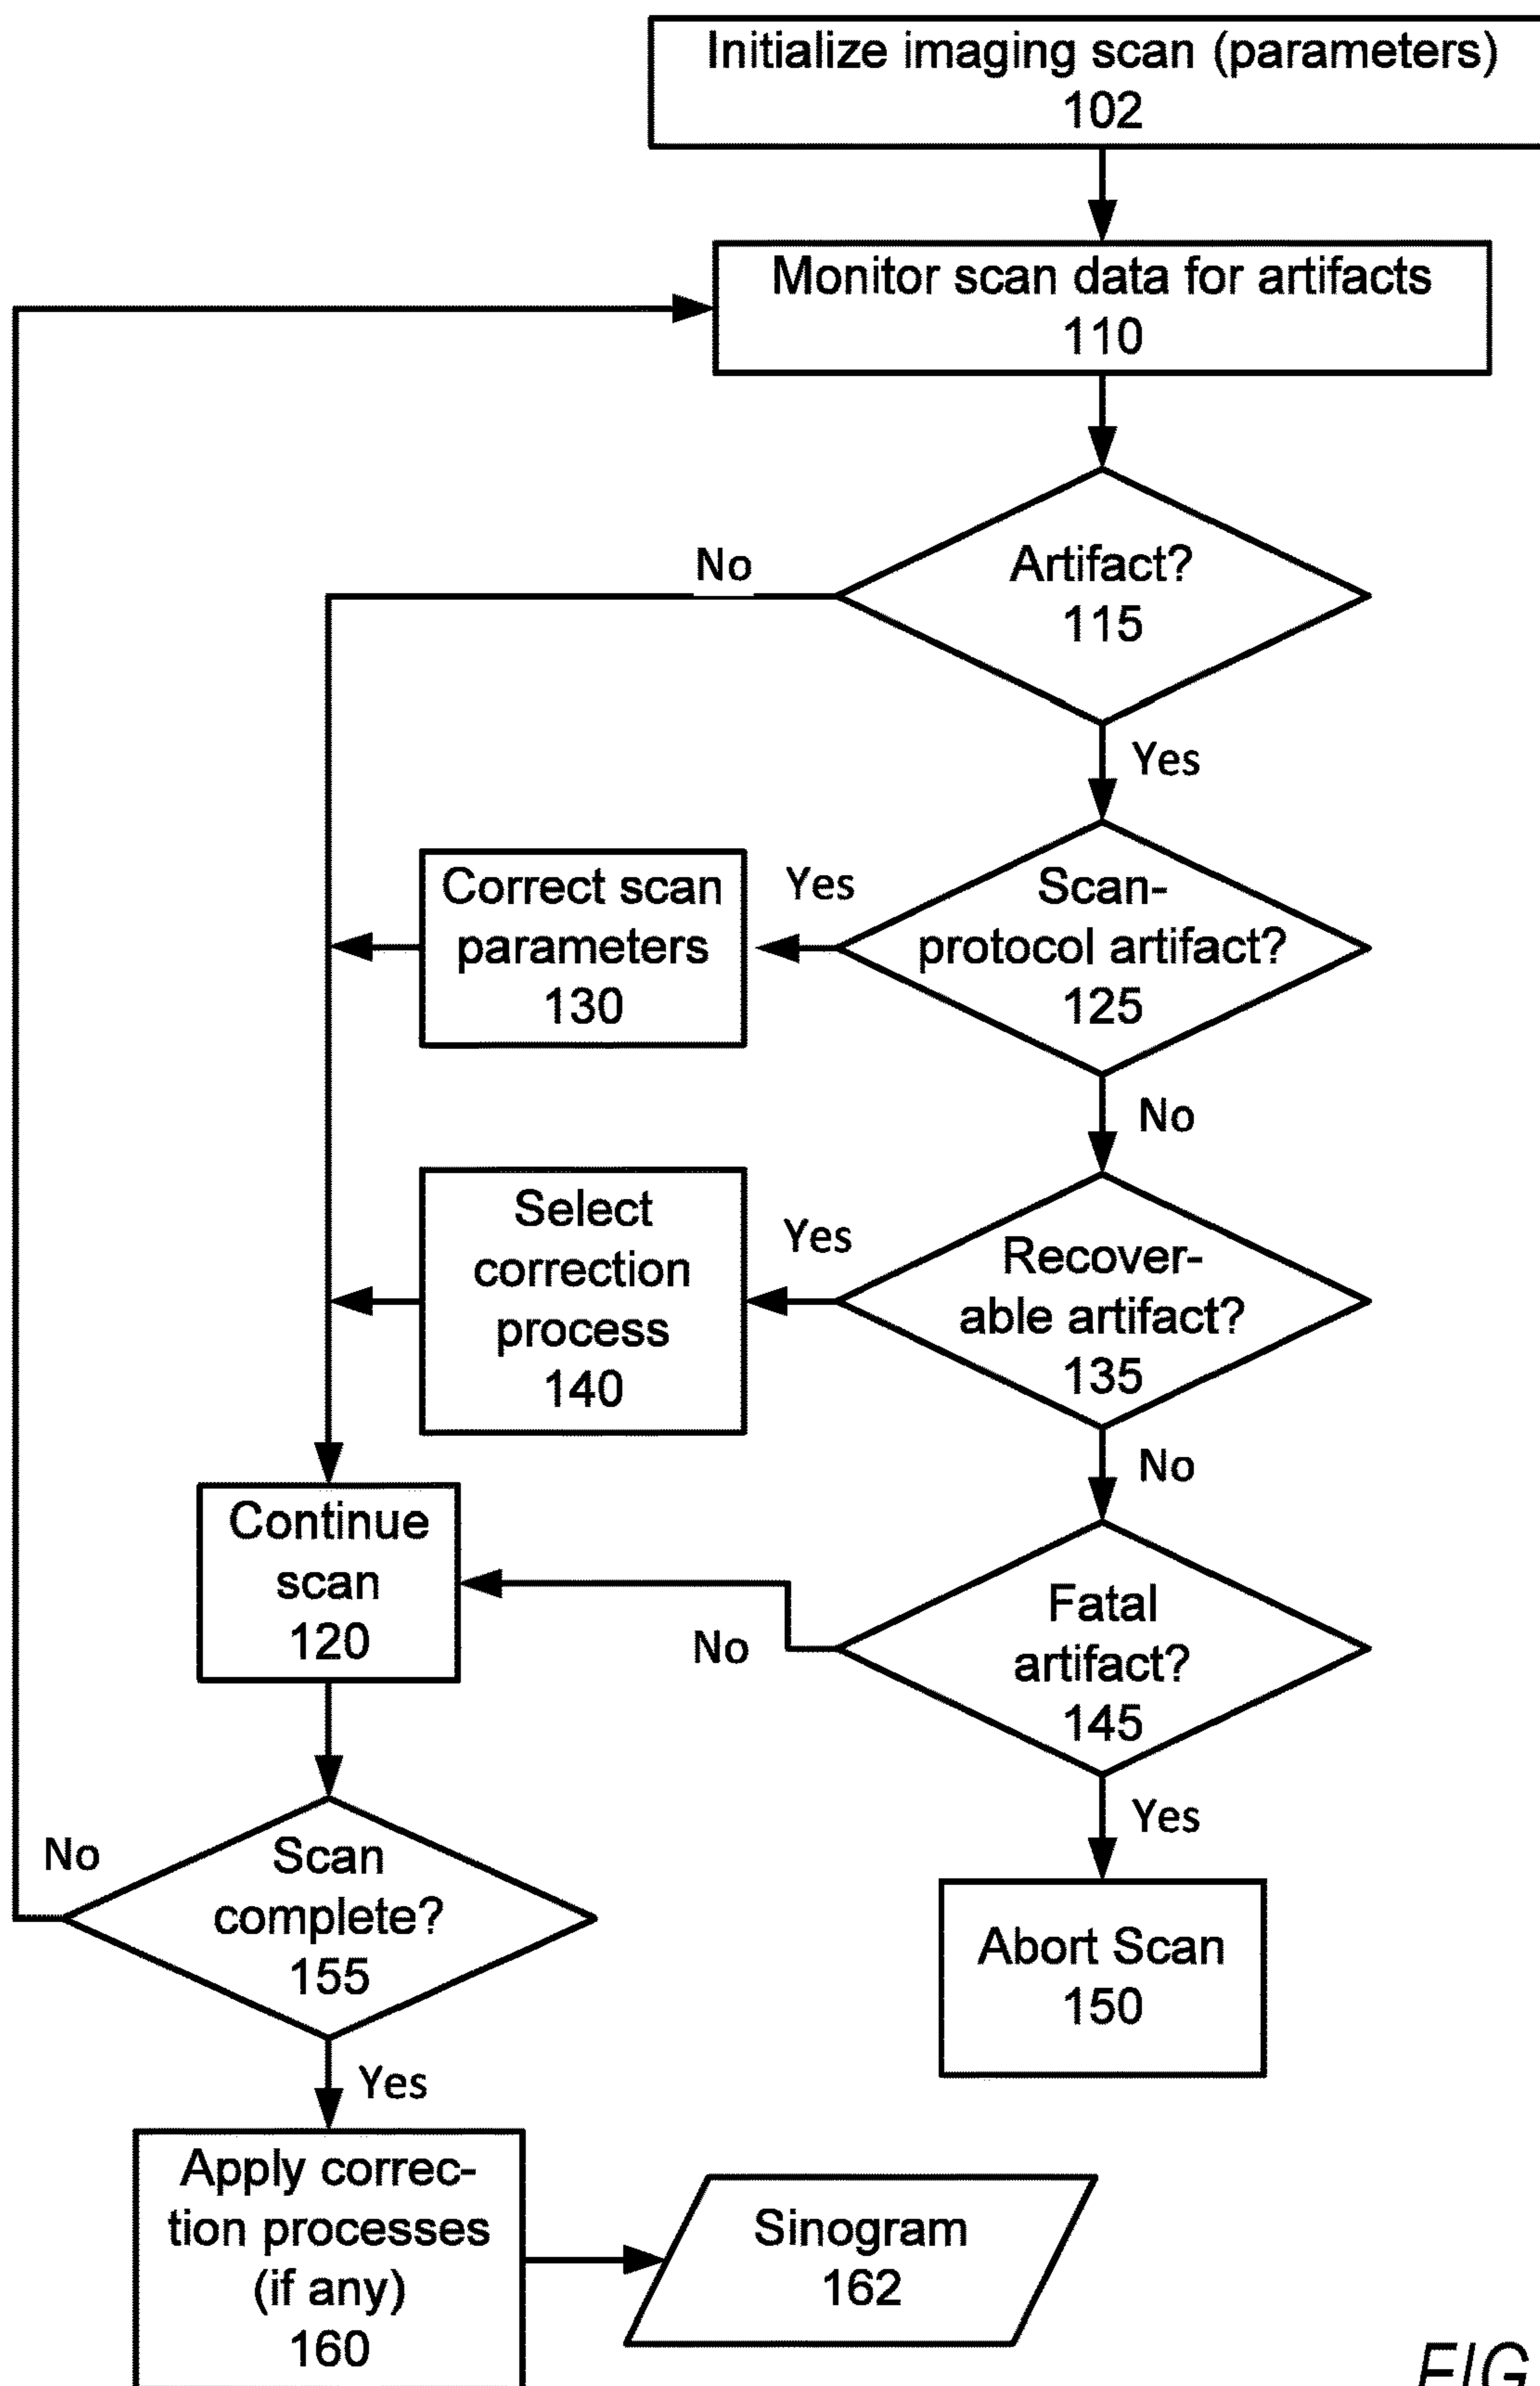 Initialize imaging scan (parameters)
102
Monitor scan data for artifacts
110
No
Artifact?
115
Yes
Correct scan
parameters
130
Yes
Scan-
protocol artifact?
125
No
Select
correction
process
140
Yes
Recover-
able artifact?
135
No
Continue
scan
120
No
Fatal
artifact?
145
Yes
No
Scan
complete?
155
Abort Scan
150
Yes
Apply correc-
tion processes
(if any)
160
Sinogram
162
FIG